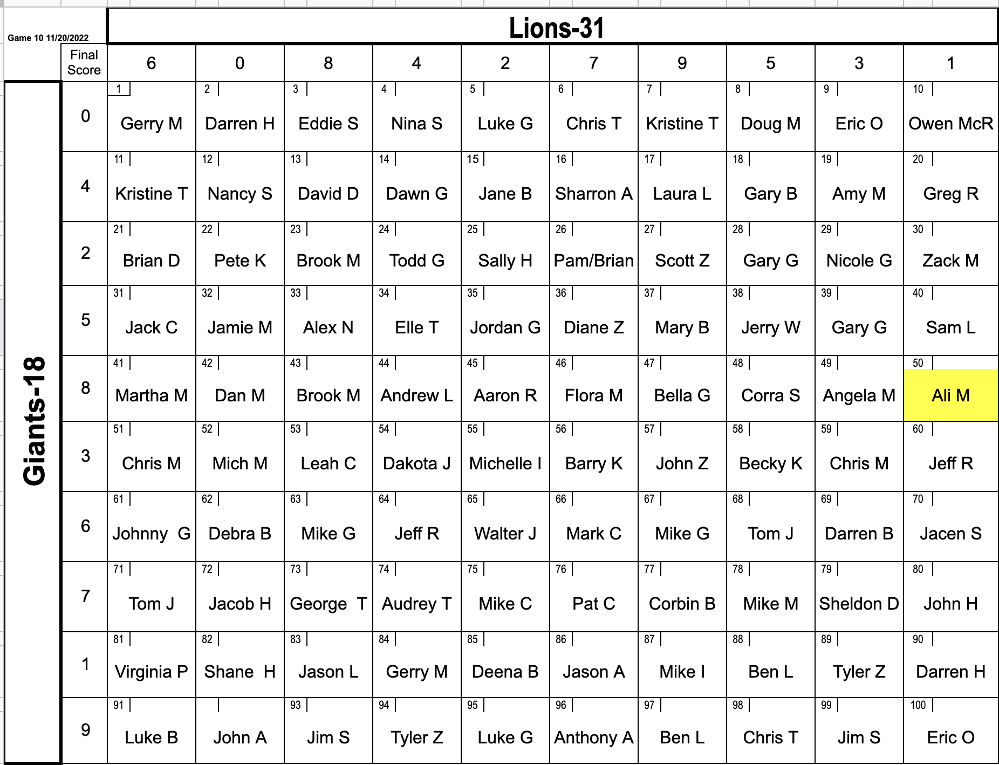 Lions-31
Game 10 11/20/2022
Final
Score
6 0 8 4 2 7 9 5 3 1
Giants-18
1 2 3 4 5 6 7 8 9 10
0 Gerry M Darren H Eddie S Nina S Luke G Chris T Kristine T Doug M Eric O Owen McR
11 12 13 14 15 16 17 18 19 20
4 Kristine T Nancy S David D Dawn G Jane B Sharron A Laura L Gary B Amy M Greg R
21 22 23 24 25 26 27 28 29 30
2 Brian D Pete K Brook M Todd G Sally H Pam/Brian Scott Z Gary G Nicole G Zack M
31 32 33 34 35 36 37 38 39 40
5 Jack C Jamie M Alex N Elle T Jordan G Diane Z Mary B Jerry W Gary G Sam L
41 42 43 44 45 46 47 48 49 50
8 Martha M Dan M Brook M Andrew L Aaron R Flora M Bella G Corra S Angela M Ali M
51 52 53 54 55 56 57 58 59 60
3 Chris M Mich M Leah C Dakota J Michelle I Barry K John Z Becky K Chris M Jeff R
61 62 63 64 65 66 67 68 69 70
6 Johnny G Debra B Mike G Jeff R Walter J Mark C Mike G Tom J Darren B Jacen S
71 72 73 74 75 76 77 78 79 80
7 Tom J Jacob H George T Audrey T Mike C Pat C Corbin B Mike M Sheldon D John H
81 82 83 84 85 86 87 88 89 90
1 Virginia P Shane H Jason L Gerry M Deena B Jason A Mike I Ben L Tyler Z Darren H
91 93 94 95 96 97 98 99 100
9 Luke B John A Jim S Tyler Z Luke G Anthony A Ben L Chris T Jim S Eric O